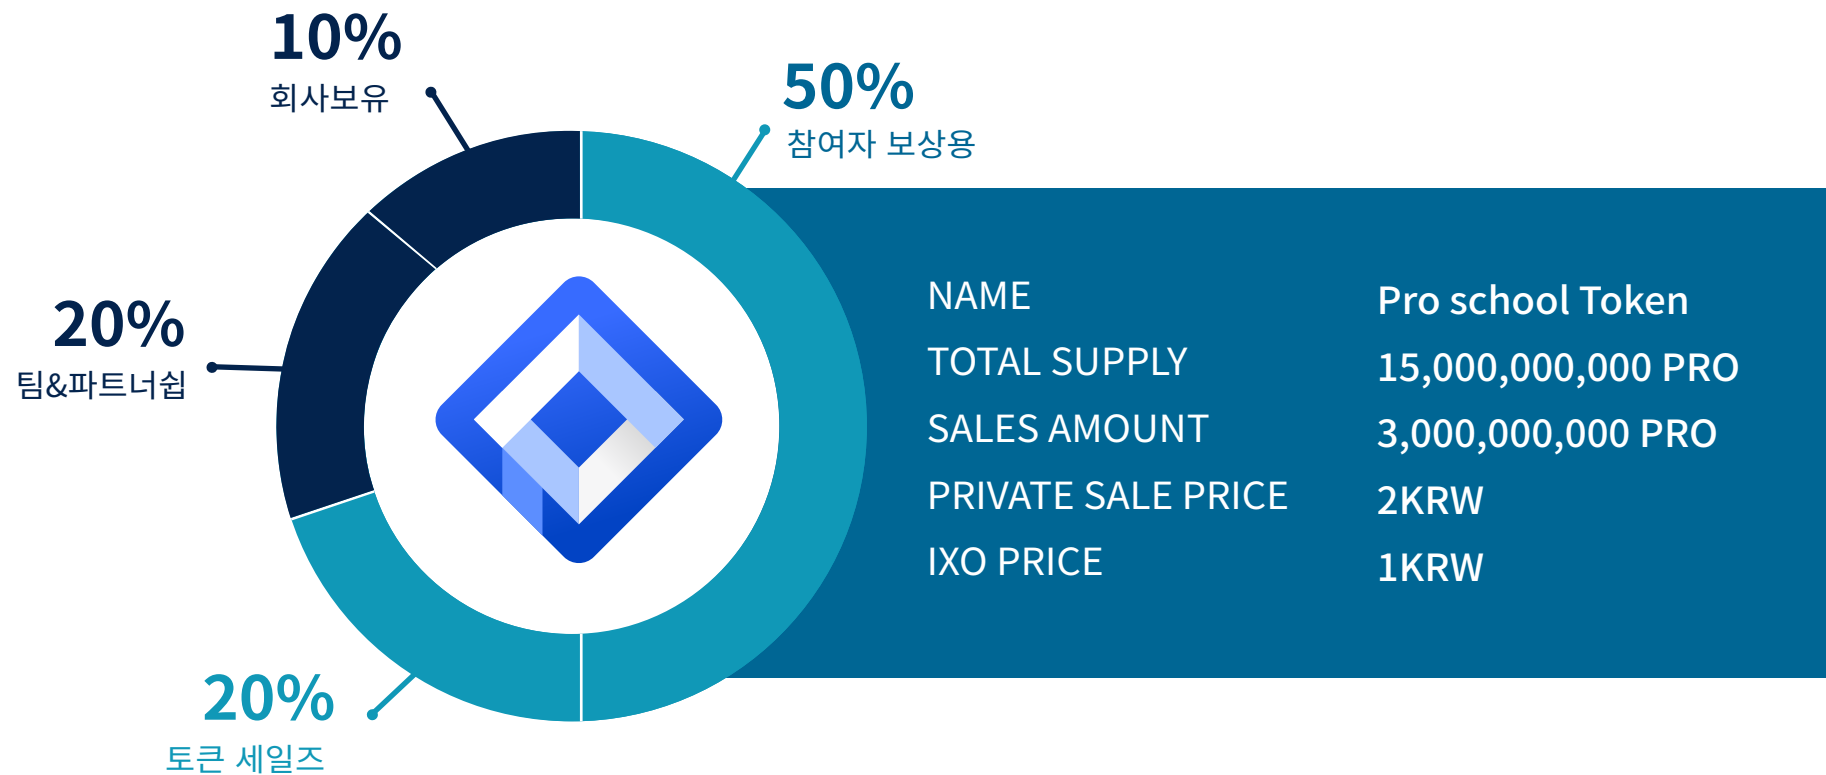 10%
회사보유
50%
참여자 보상용
20%
팀&파트너쉽
20%
토큰 세일즈
NAME Pro school Token
TOTAL SUPPLY 15,000,000,000 PRO
SALES AMOUNT 3,000,000,000 PRO
PRIVATE SALE PRICE 2KRW
IXO PRICE 1KRW